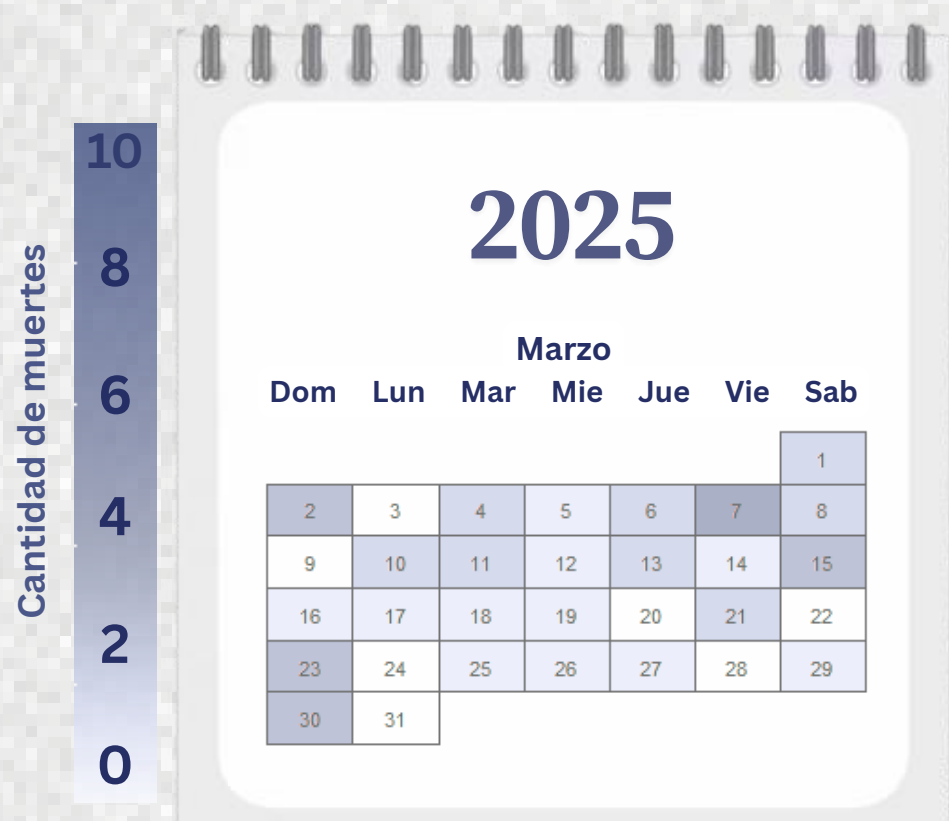 10
8
6
4
2
0
Cantidad de muertes
2025
Marzo
Dom Lun Mar Mie Jue Vie Sab
1
2 3 4 5 6 7 8
9 10 11 12 13 14 15
16 17 18 19 20 21 22
23 24 25 26 27 28 29
30 31